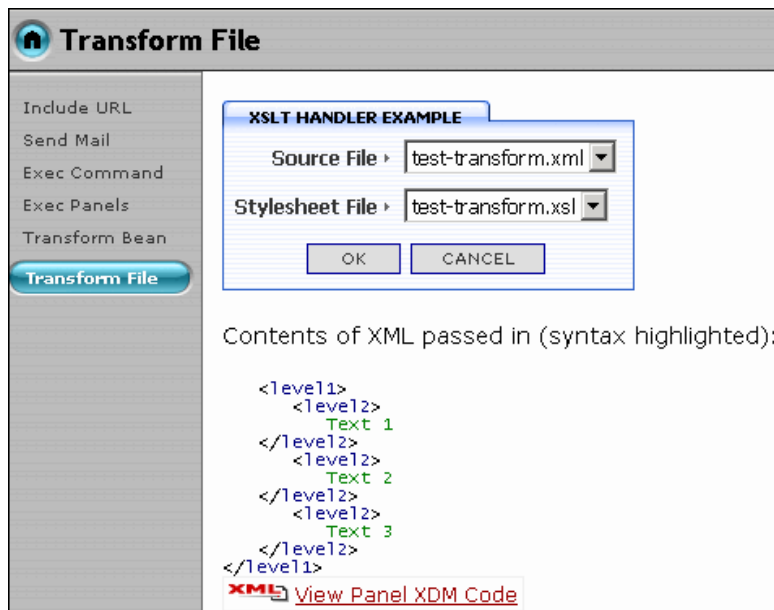 Transform File
Include URL
Send Mail
Exec Command
Exec Panels
Transform Bean
Transform File
XSLT HANDLER EXAMPLE
Source File test-transform.xml
Stylesheet File test-transform.xsl
OK CANCEL
Contents of XML passed in (syntax highlighted):
<level1>
<level2>
Text 1
</level2>
<level2>
Text 2
</level2>
<level2>
Text 3
</level2>
</level1>
XML View Panel XDM Code